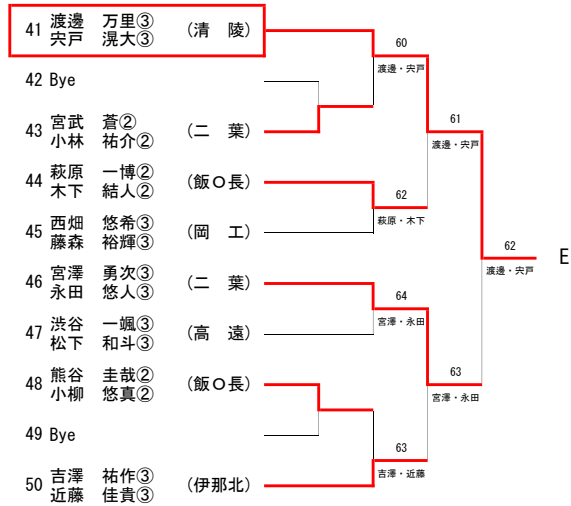 41 渡邊　万里③ (清　陵)
宍戸　滉大③
42 Bye
43 宮武　蒼② (二　葉)
小林　祐介②
44 萩原　一博② (飯O長)
木下　結人②
45 西畑　悠希③ (岡　工)
藤森　裕輝③
46 宮澤　勇次③ (二　葉)
永田　悠人③
47 渋谷　一颯③ (高　遠)
松下　和斗③
48 熊谷　圭哉② (飯O長)
小柳　悠真②
49 Bye
50 吉澤　祐作③ (伊那北)
近藤　佳貴③
60
渡邊・宍戸
62
萩原・木下
64
宮澤・永田
63
吉澤・近藤
61
渡邊・宍戸
63
宮澤・永田
62
渡邊・宍戸
E